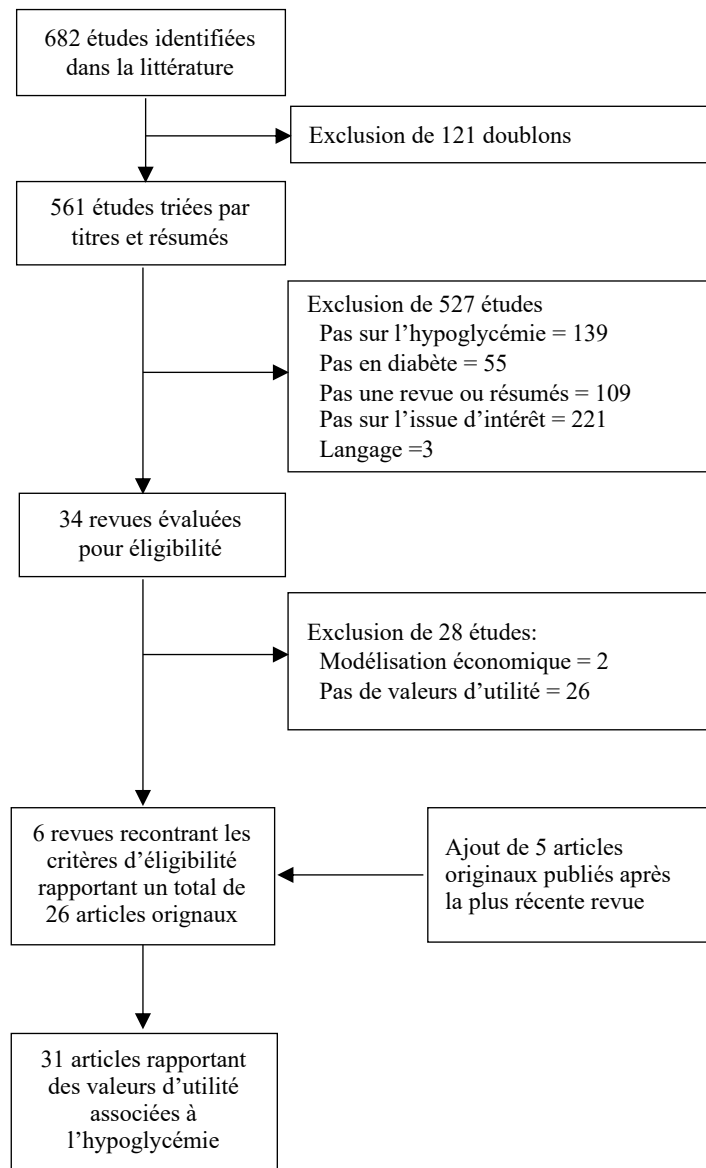 682 études identifiées
dans la littérature
Exclusion de 121 doublons
561 études triées par
titres et résumés
Exclusion de 527 études
Pas sur l’hypoglycémie = 139
Pas en diabète = 55
Pas une revue ou résumés = 109
Pas sur l’issue d’intérêt = 221
Langage =3
34 revues évaluées
pour éligibilité
Exclusion de 28 études:
Modélisation économique = 2
Pas de valeurs d’utilité = 26
6 revues recontrant les
critères d’éligibilité
rapportant un total de
26 articles orignaux
Ajout de 5 articles
originaux publiés après
la plus récente revue
31 articles rapportant
des valeurs d’utilité
associées à
l’hypoglycémie